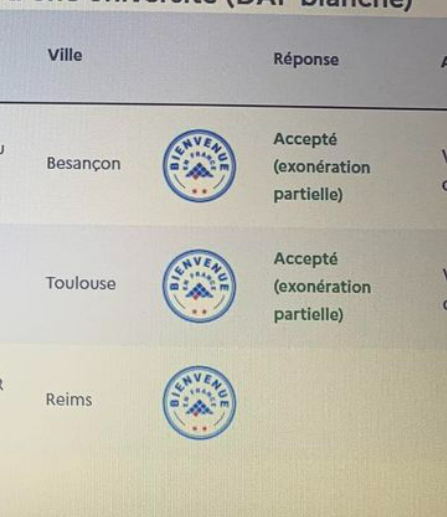 Université (DAP blanche)
Ville
Réponse
Besançon
BIENVENUE
EN FRANCE
Accepté
(exonération
partielle)
Toulouse
BIENVENUE
EN FRANCE
Accepté
(exonération
partielle)
Reims
BIENVENUE
EN FRANCE